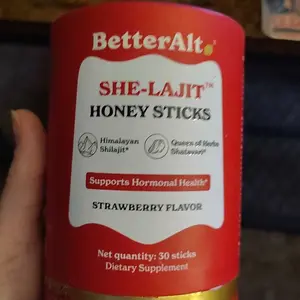 BetterAlt
SHE-LAJIT™
HONEY STICKS
Himalayan
Shilajit*
Queen of Herbs
Shatavari*
Supports Hormonal Health*
STRAWBERRY FLAVOR
Net quantity: 30 sticks
Dietary Supplement